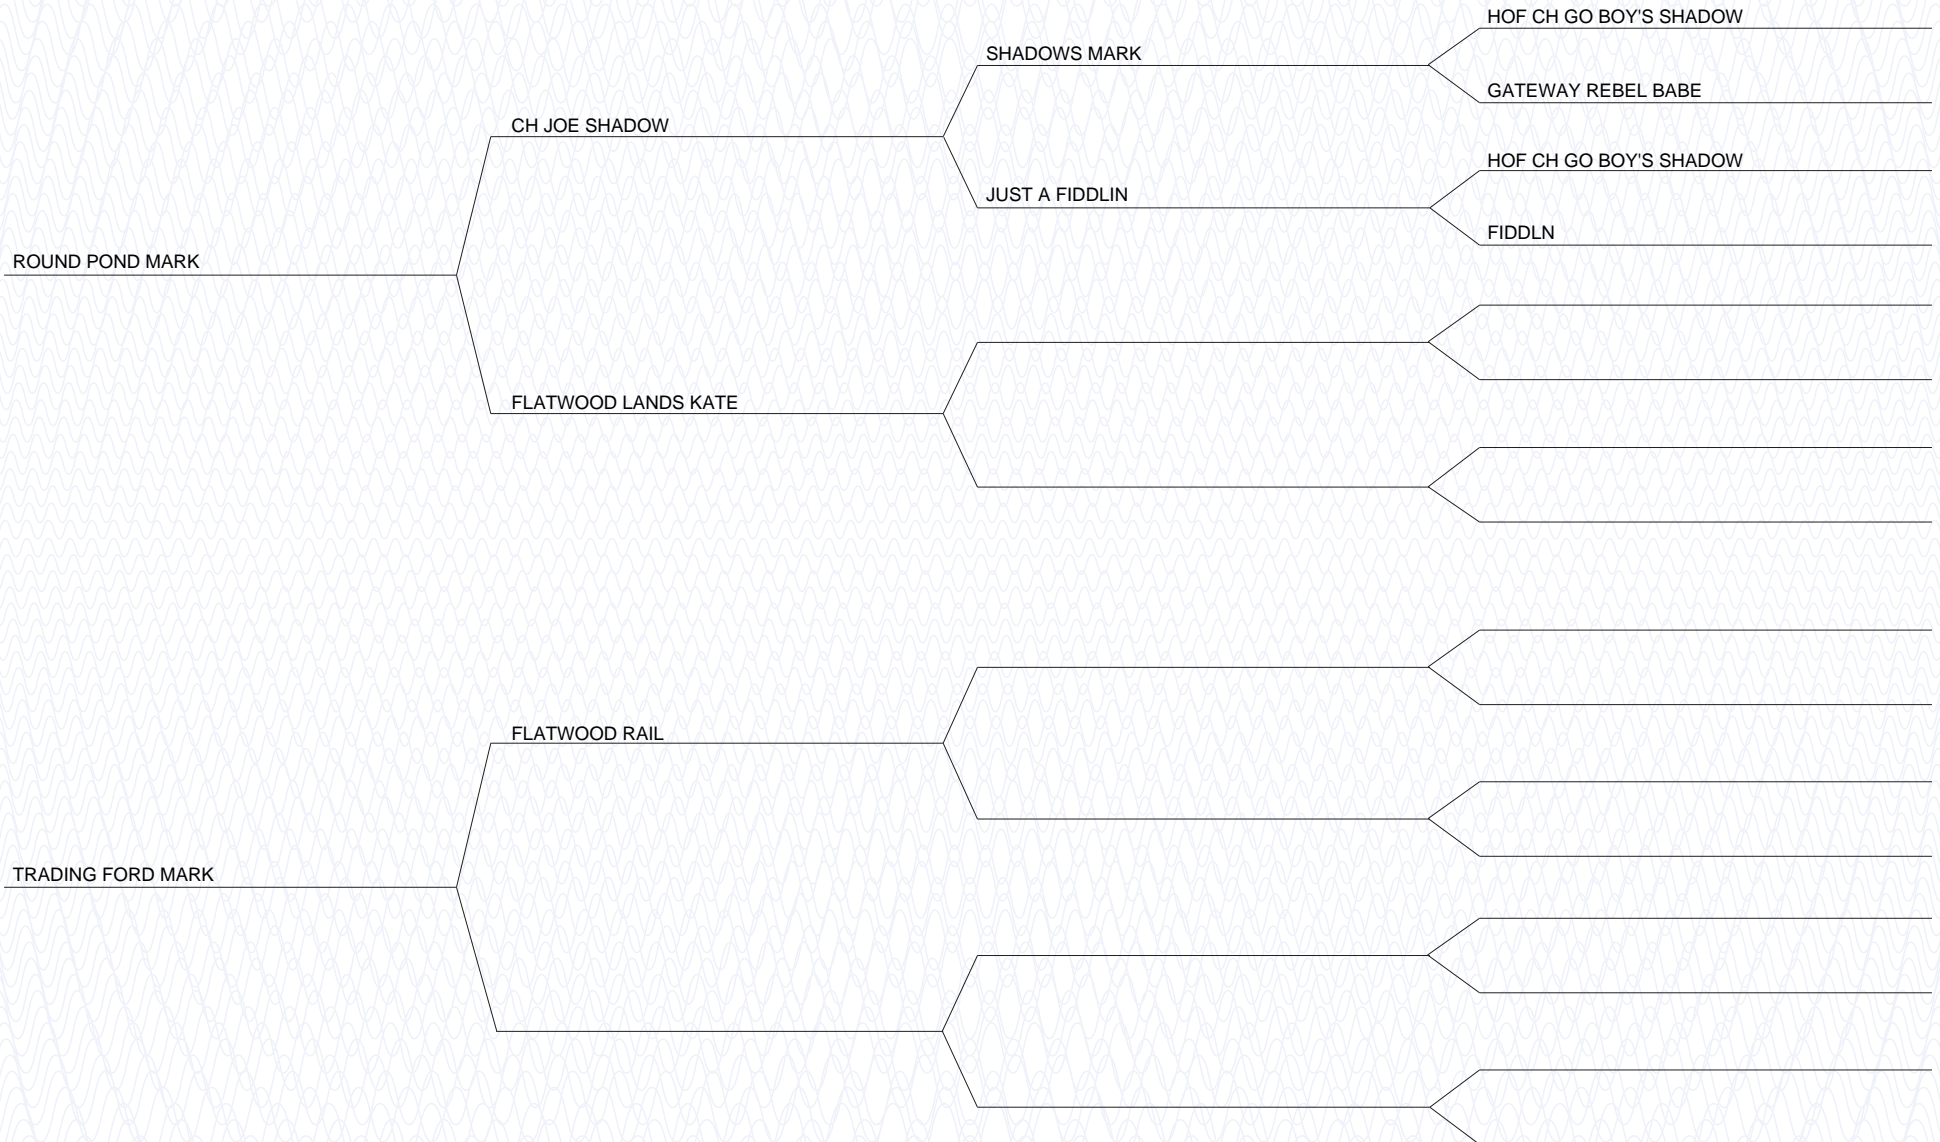 HOF CH GO BOY'S SHADOW
SHADOWS MARK
GATEWAY REBEL BABE
CH JOE SHADOW
HOF CH GO BOY'S SHADOW
JUST A FIDDLIN
FIDDLN
ROUND POND MARK
FLATWOOD LANDS KATE
FLATWOOD RAIL
TRADING FORD MARK